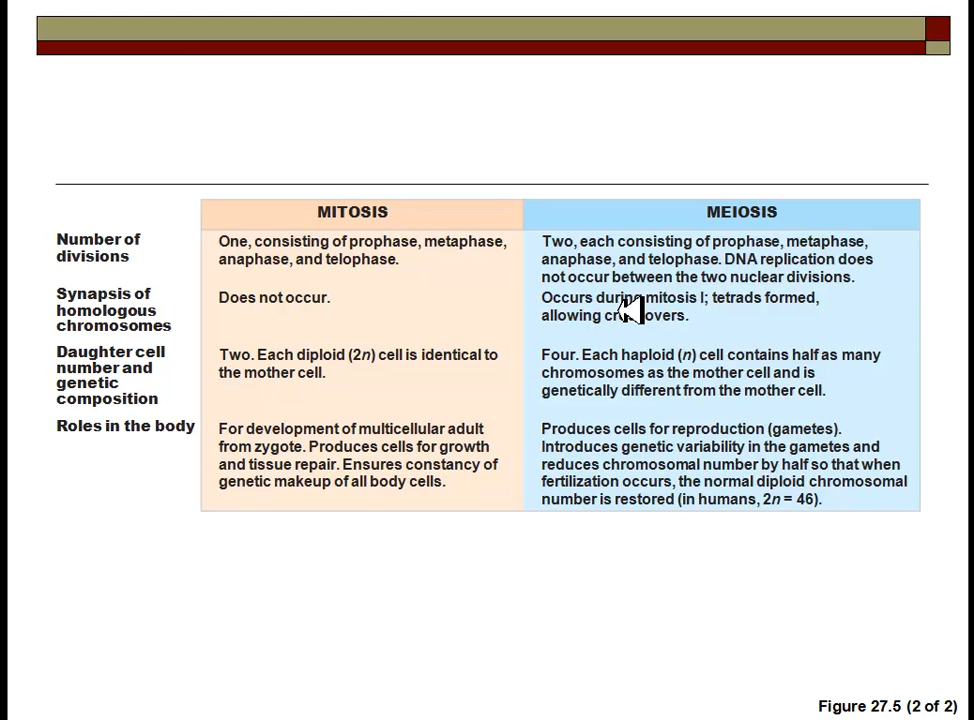 MITOSIS
MEIOSIS
Number of
divisions
One, consisting of prophase, metaphase,
anaphase, and telophase.
Two, each consisting of prophase, metaphase,
anaphase, and telophase. DNA replication does
not occur between the two nuclear divisions.
Synapsis of
homologous
chromosomes
Does not occur.
Occurs during mitosis I; tetrads formed,
allowing crossovers.
Daughter cell
number and
genetic
composition
Two. Each diploid (2n) cell is identical to
the mother cell.
Four. Each haploid (n) cell contains half as many
chromosomes as the mother cell and is
genetically different from the mother cell.
Roles in the body
For development of multicellular adult
from zygote. Produces cells for growth
and tissue repair. Ensures constancy of
genetic makeup of all body cells.
Produces cells for reproduction (gametes).
Introduces genetic variability in the gametes and
reduces chromosomal number by half so that when
fertilization occurs, the normal diploid chromosomal
number is restored (in humans, 2n = 46).
Figure 27.5 (2 of 2)